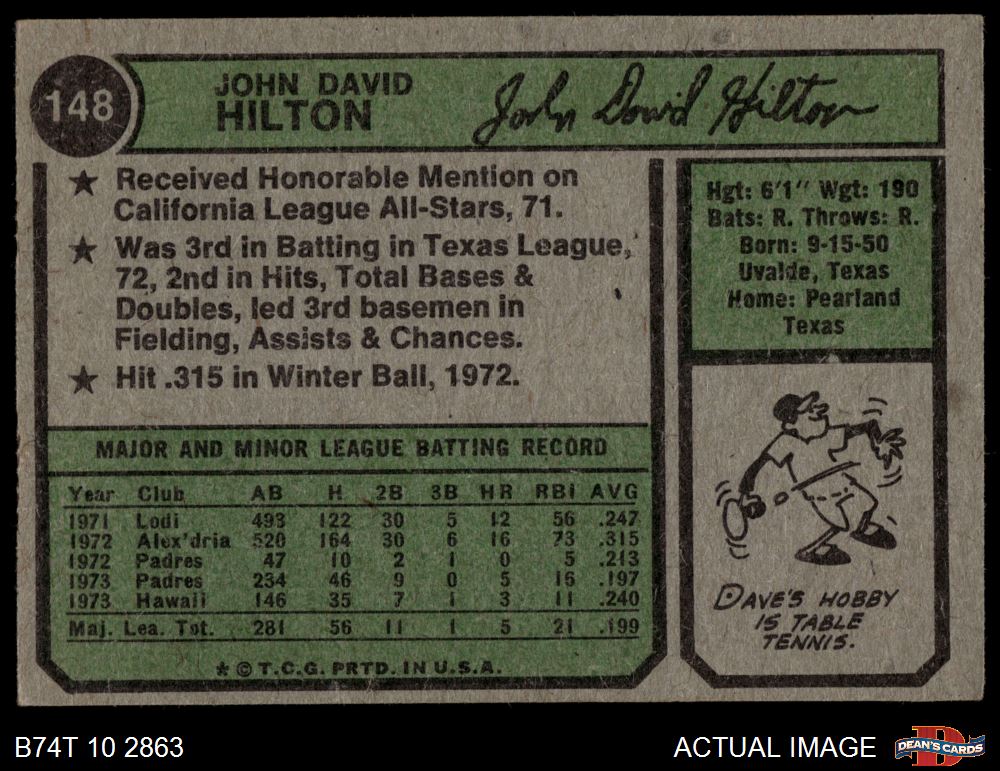 148
JOHN DAVID
HILTON
John David Hilton
★ Received Honorable Mention on
California League All-Stars, 71.
★ Was 3rd in Batting in Texas League,
72, 2nd in Hits, Total Bases &
Doubles, led 3rd basemen in
Fielding, Assists & Chances.
★ Hit .315 in Winter Ball, 1972.
Hgt: 6'1" Wgt: 190
Bats: R. Throws: R.
Born: 9-15-50
Uvalde, Texas
Home: Pearland
Texas
MAJOR AND MINOR LEAGUE BATTING RECORD
Year Club AB H 2B 3B HR RBI AVG
1971 Lodi 493 122 30 5 12 56 .247
1972 Alex'dria 520 164 30 6 16 73 .315
1972 Padres 47 10 2 1 0 5 .213
1973 Padres 234 46 9 0 5 16 .197
1973 Hawaii 146 35 7 1 3 11 .240
Maj. Lea. Tot. 281 56 11 1 5 21 .199
★ © T.C.G. PRTD. IN U.S.A.
DAVE'S HOBBY
IS TABLE
TENNIS.
B74T 10 2863
ACTUAL IMAGE
DEAN'S CARDS